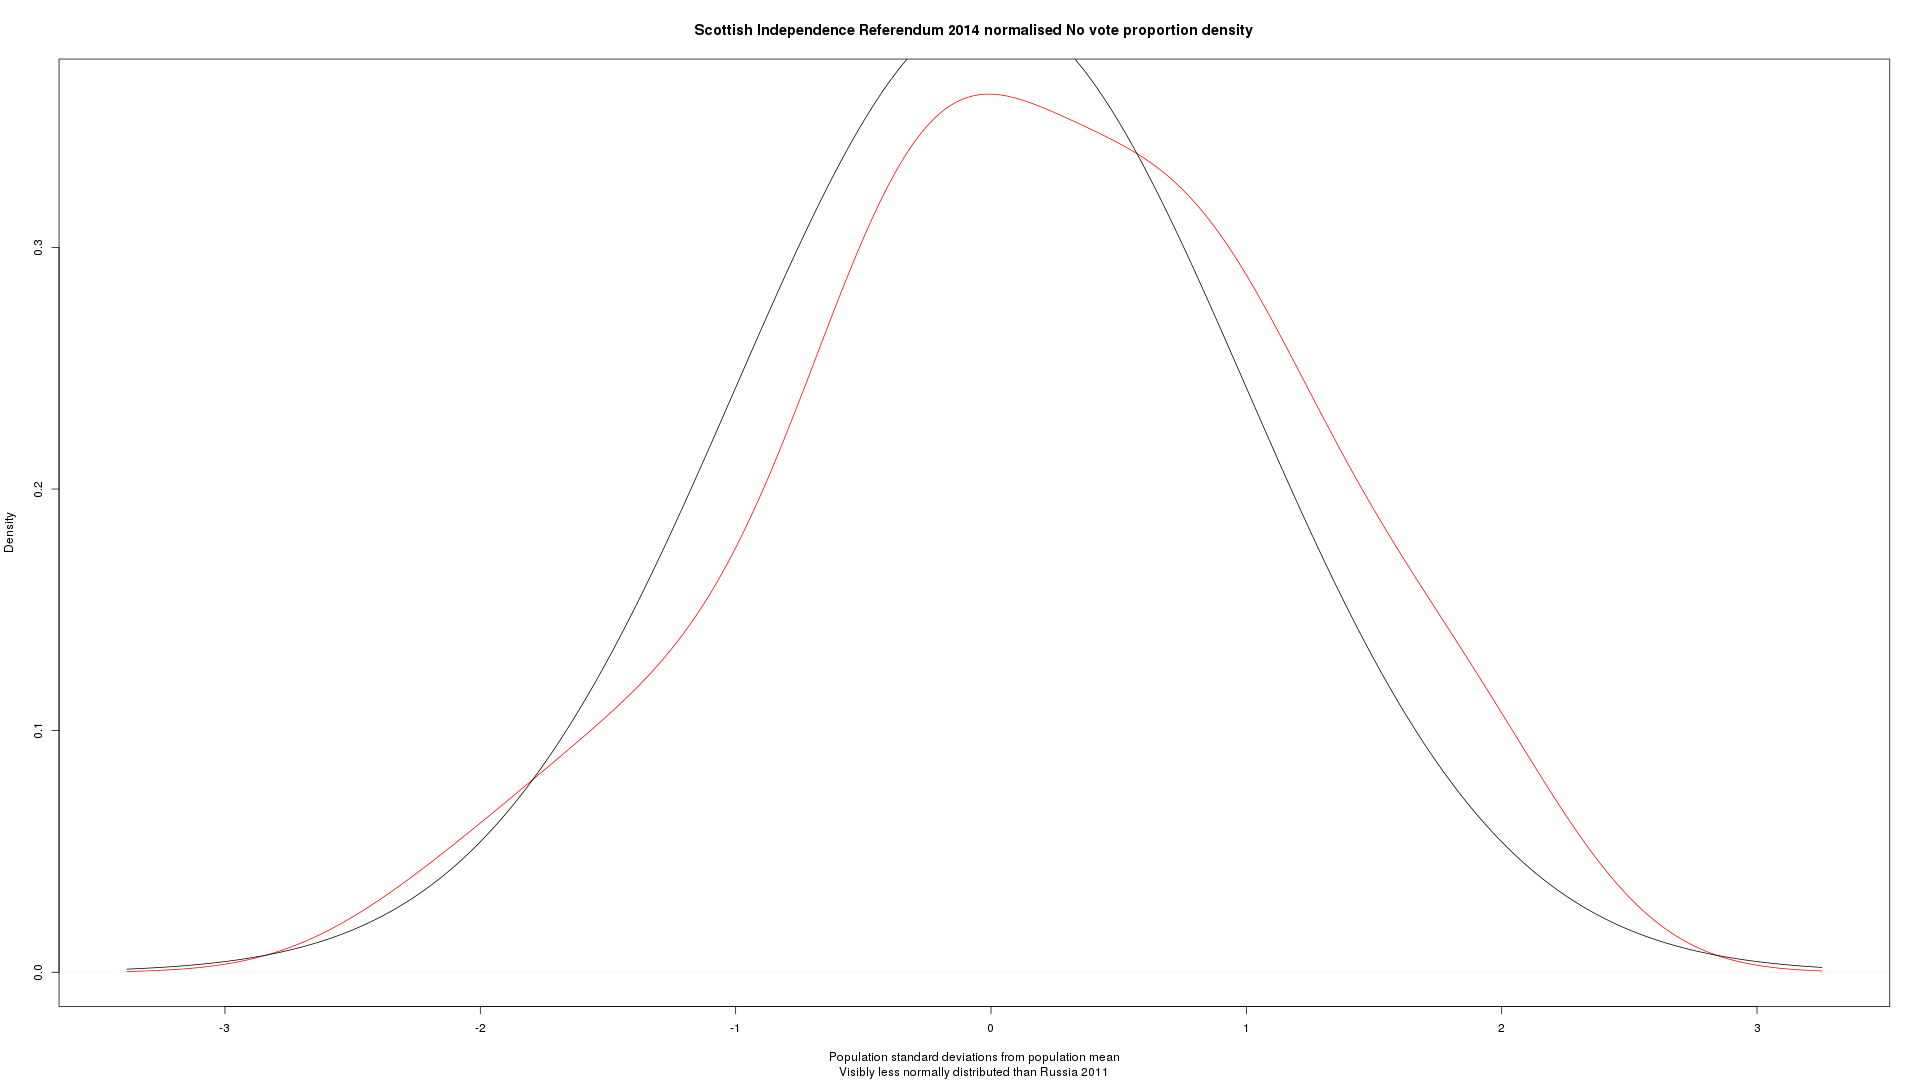 Scottish Independence Referendum 2014 normalised No vote proportion density
Density
0.3
0.2
0.1
0.0
-3 -2 -1 0 1 2 3
Population standard deviations from population mean
Visibly less normally distributed than Russia 2011